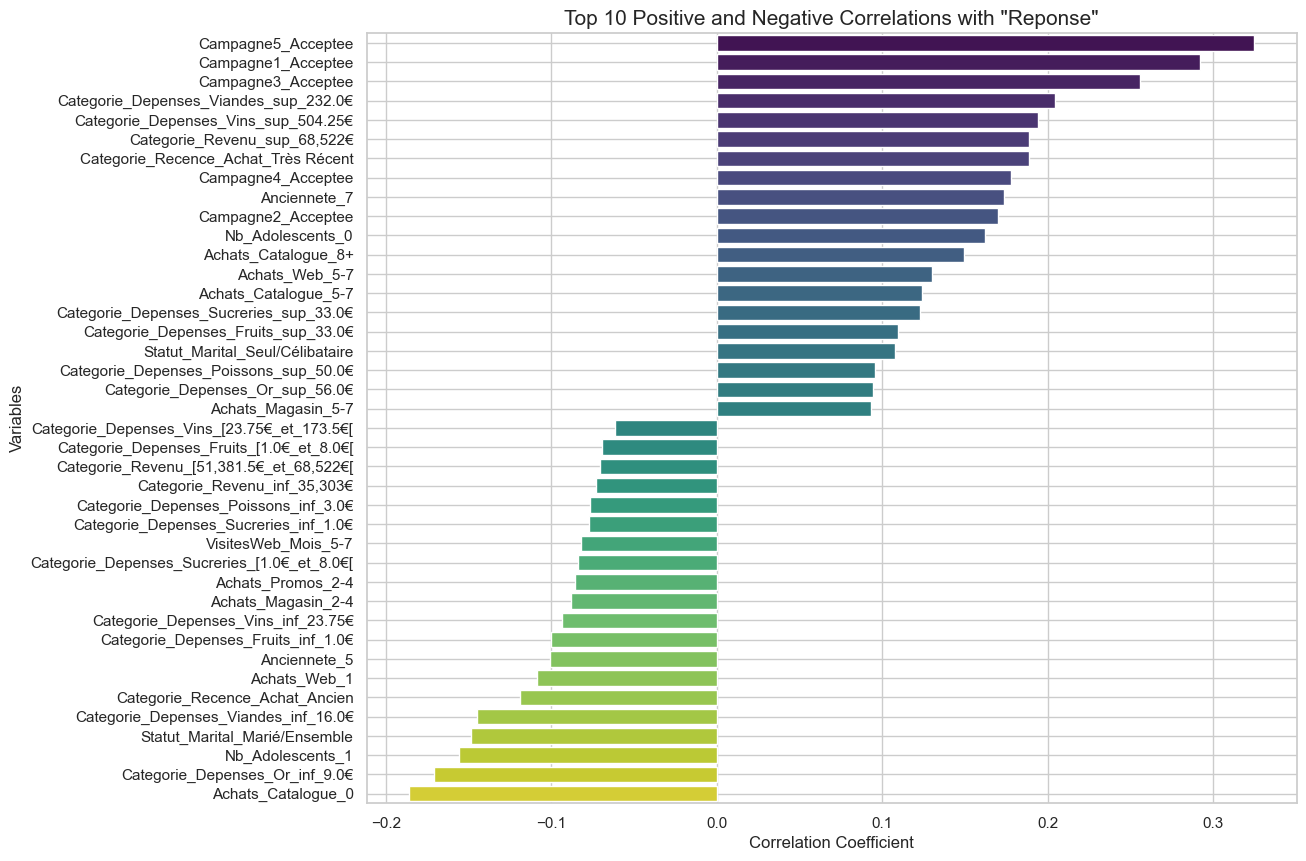 Top 10 Positive and Negative Correlations with "Reponse"
Variables
Campagne5_Acceptee
Campagne1_Acceptee
Campagne3_Acceptee
Categorie_Depenses_Viandes_sup_232.0€
Categorie_Depenses_Vins_sup_504.25€
Categorie_Revenu_sup_68,522€
Categorie_Recence_Achat_Très Récent
Campagne4_Acceptee
Anciennete_7
Campagne2_Acceptee
Nb_Adolescents_0
Achats_Catalogue_8+
Achats_Web_5-7
Achats_Catalogue_5-7
Categorie_Depenses_Sucreries_sup_33.0€
Categorie_Depenses_Fruits_sup_33.0€
Statut_Marital_Seul/Célibataire
Categorie_Depenses_Poissons_sup_50.0€
Categorie_Depenses_Or_sup_56.0€
Achats_Magasin_5-7
Categorie_Depenses_Vins_[23.75€_et_173.5€[
Categorie_Depenses_Fruits_[1.0€_et_8.0€[
Categorie_Revenu_[51,381.5€_et_68,522€[
Categorie_Revenu_inf_35,303€
Categorie_Depenses_Poissons_inf_3.0€
Categorie_Depenses_Sucreries_inf_1.0€
VisitesWeb_Mois_5-7
Categorie_Depenses_Sucreries_[1.0€_et_8.0€[
Achats_Promos_2-4
Achats_Magasin_2-4
Categorie_Depenses_Vins_inf_23.75€
Categorie_Depenses_Fruits_inf_1.0€
Anciennete_5
Achats_Web_1
Categorie_Recence_Achat_Ancien
Categorie_Depenses_Viandes_inf_16.0€
Statut_Marital_Marié/Ensemble
Nb_Adolescents_1
Categorie_Depenses_Or_inf_9.0€
Achats_Catalogue_0
−0.2 −0.1 0.0 0.1 0.2 0.3
Correlation Coefficient